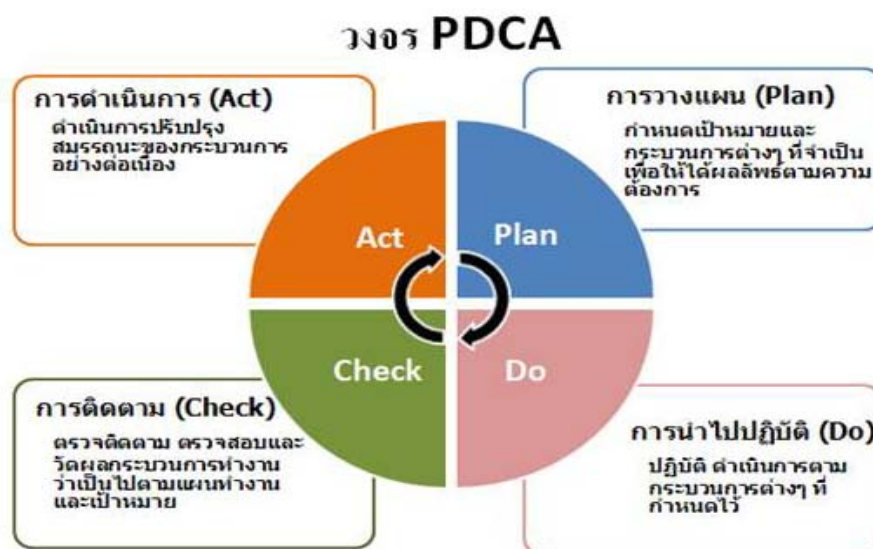 วงจร PDCA
การดำเนินการ (Act)
ดำเนินการปรับปรุง
สมรรถนะของกระบวนการ
อย่างต่อเนื่อง
การวางแผน (Plan)
กำหนดเป้าหมายและ
กระบวนการต่างๆ ที่จำเป็น
เพื่อให้ได้ผลลัพธ์ตามความ
ต้องการ
Act
Plan
Check
Do
การติดตาม (Check)
ตรวจติดตาม ตรวจสอบและ
วัดผลกระบวนการทำงาน
ว่าเป็นไปตามแผนทำงาน
และเป้าหมาย
การนำไปปฏิบัติ (Do)
ปฏิบัติ ดำเนินการตาม
กระบวนการต่างๆ ที่
กำหนดไว้